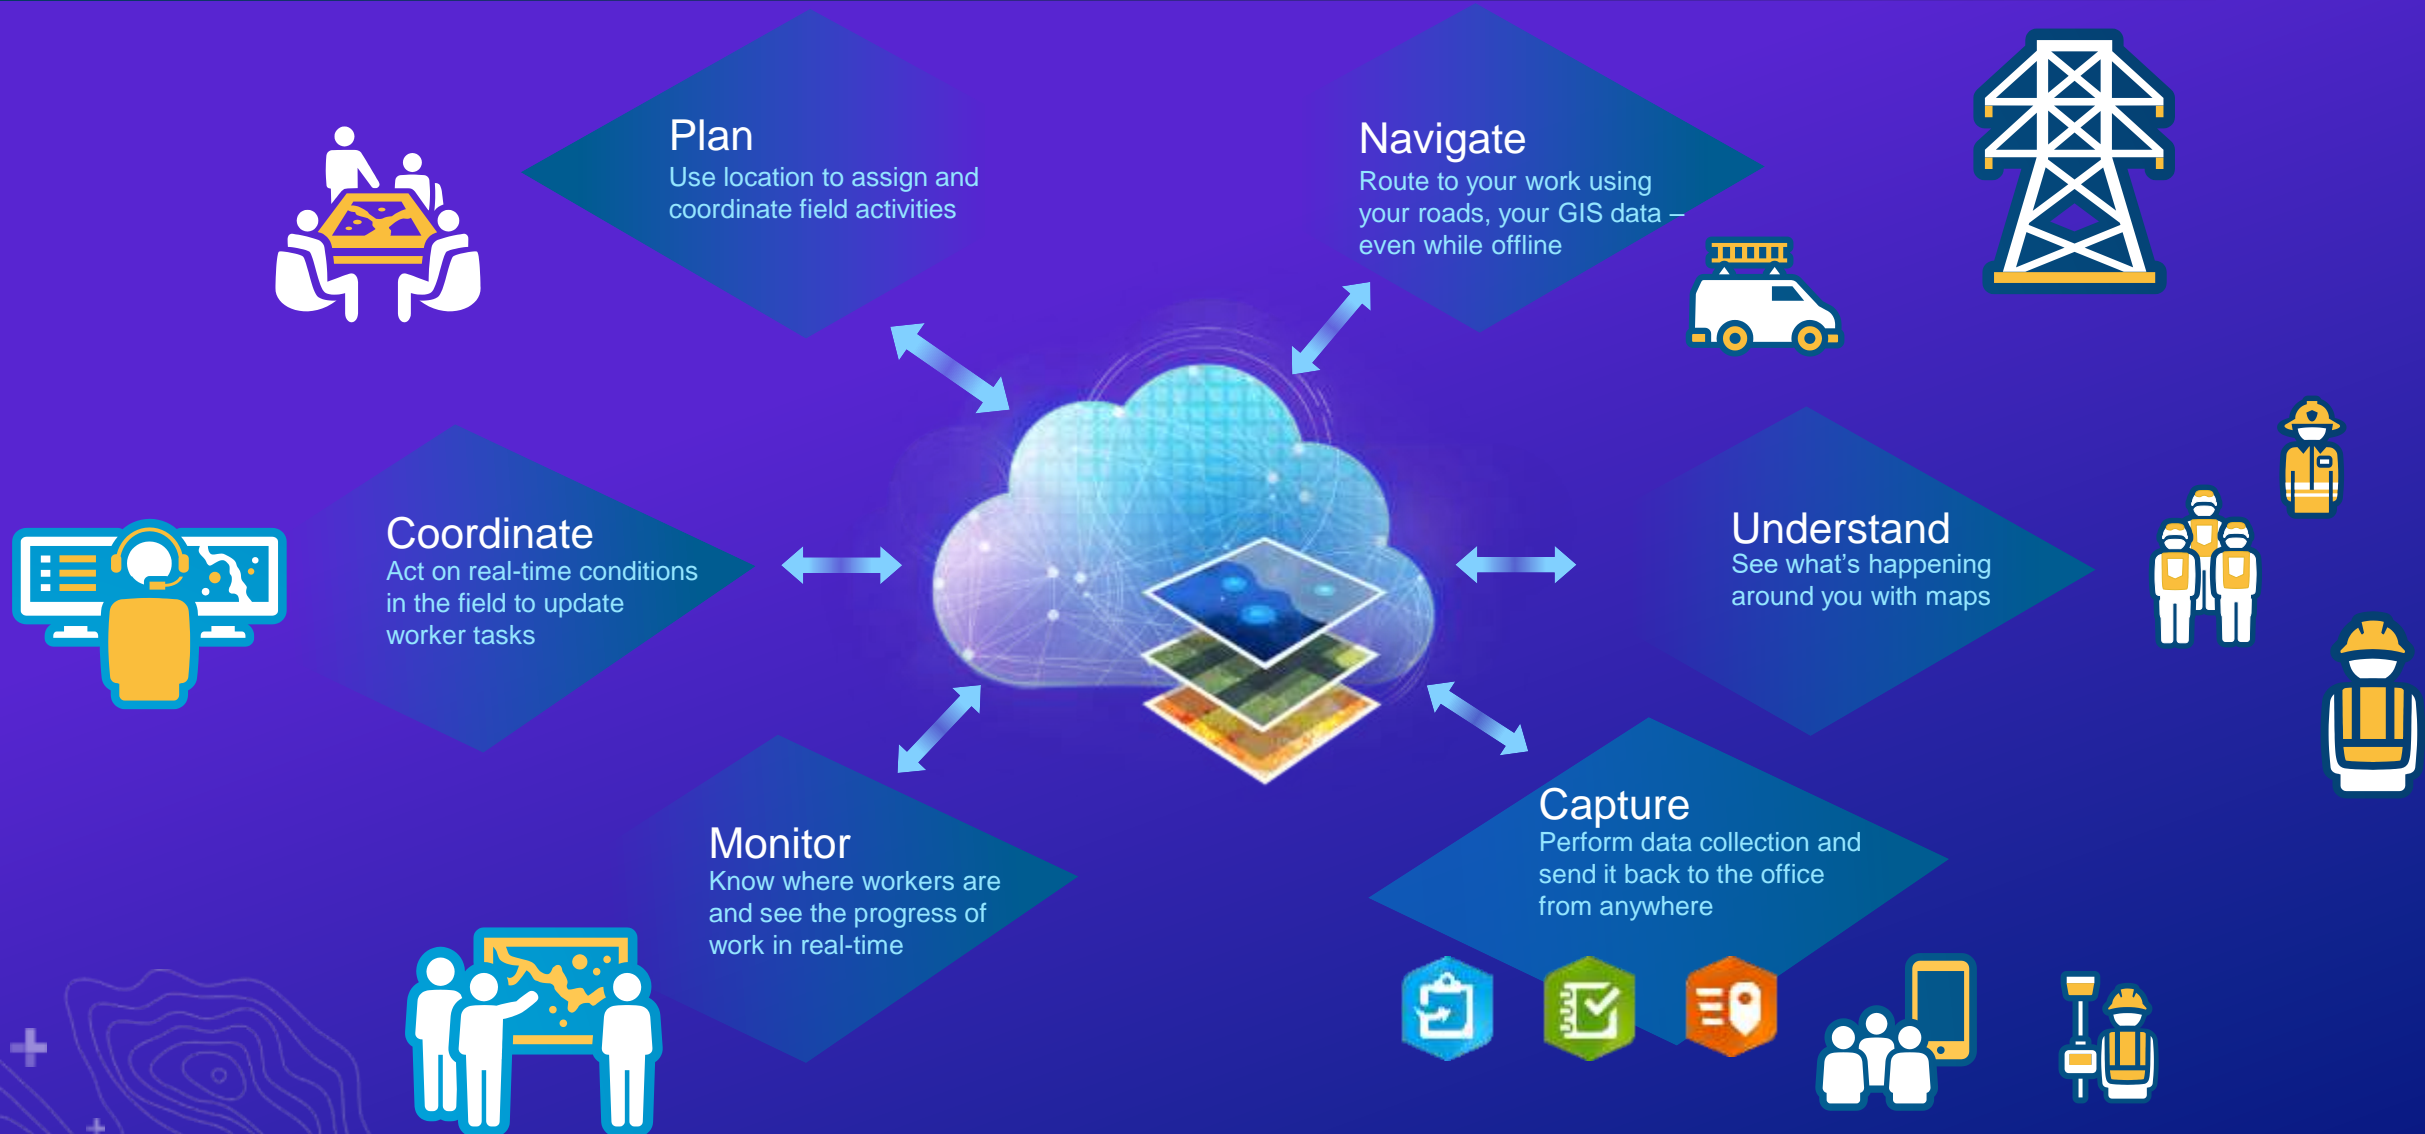 Plan
Use location to assign and
coordinate field activities
Navigate
Route to your work using
your roads, your GIS data –
even while offline
Coordinate
Act on real-time conditions
in the field to update
worker tasks
Understand
See what’s happening
around you with maps
Monitor
Know where workers are
and see the progress of
work in real-time
Capture
Perform data collection and
send it back to the office
from anywhere